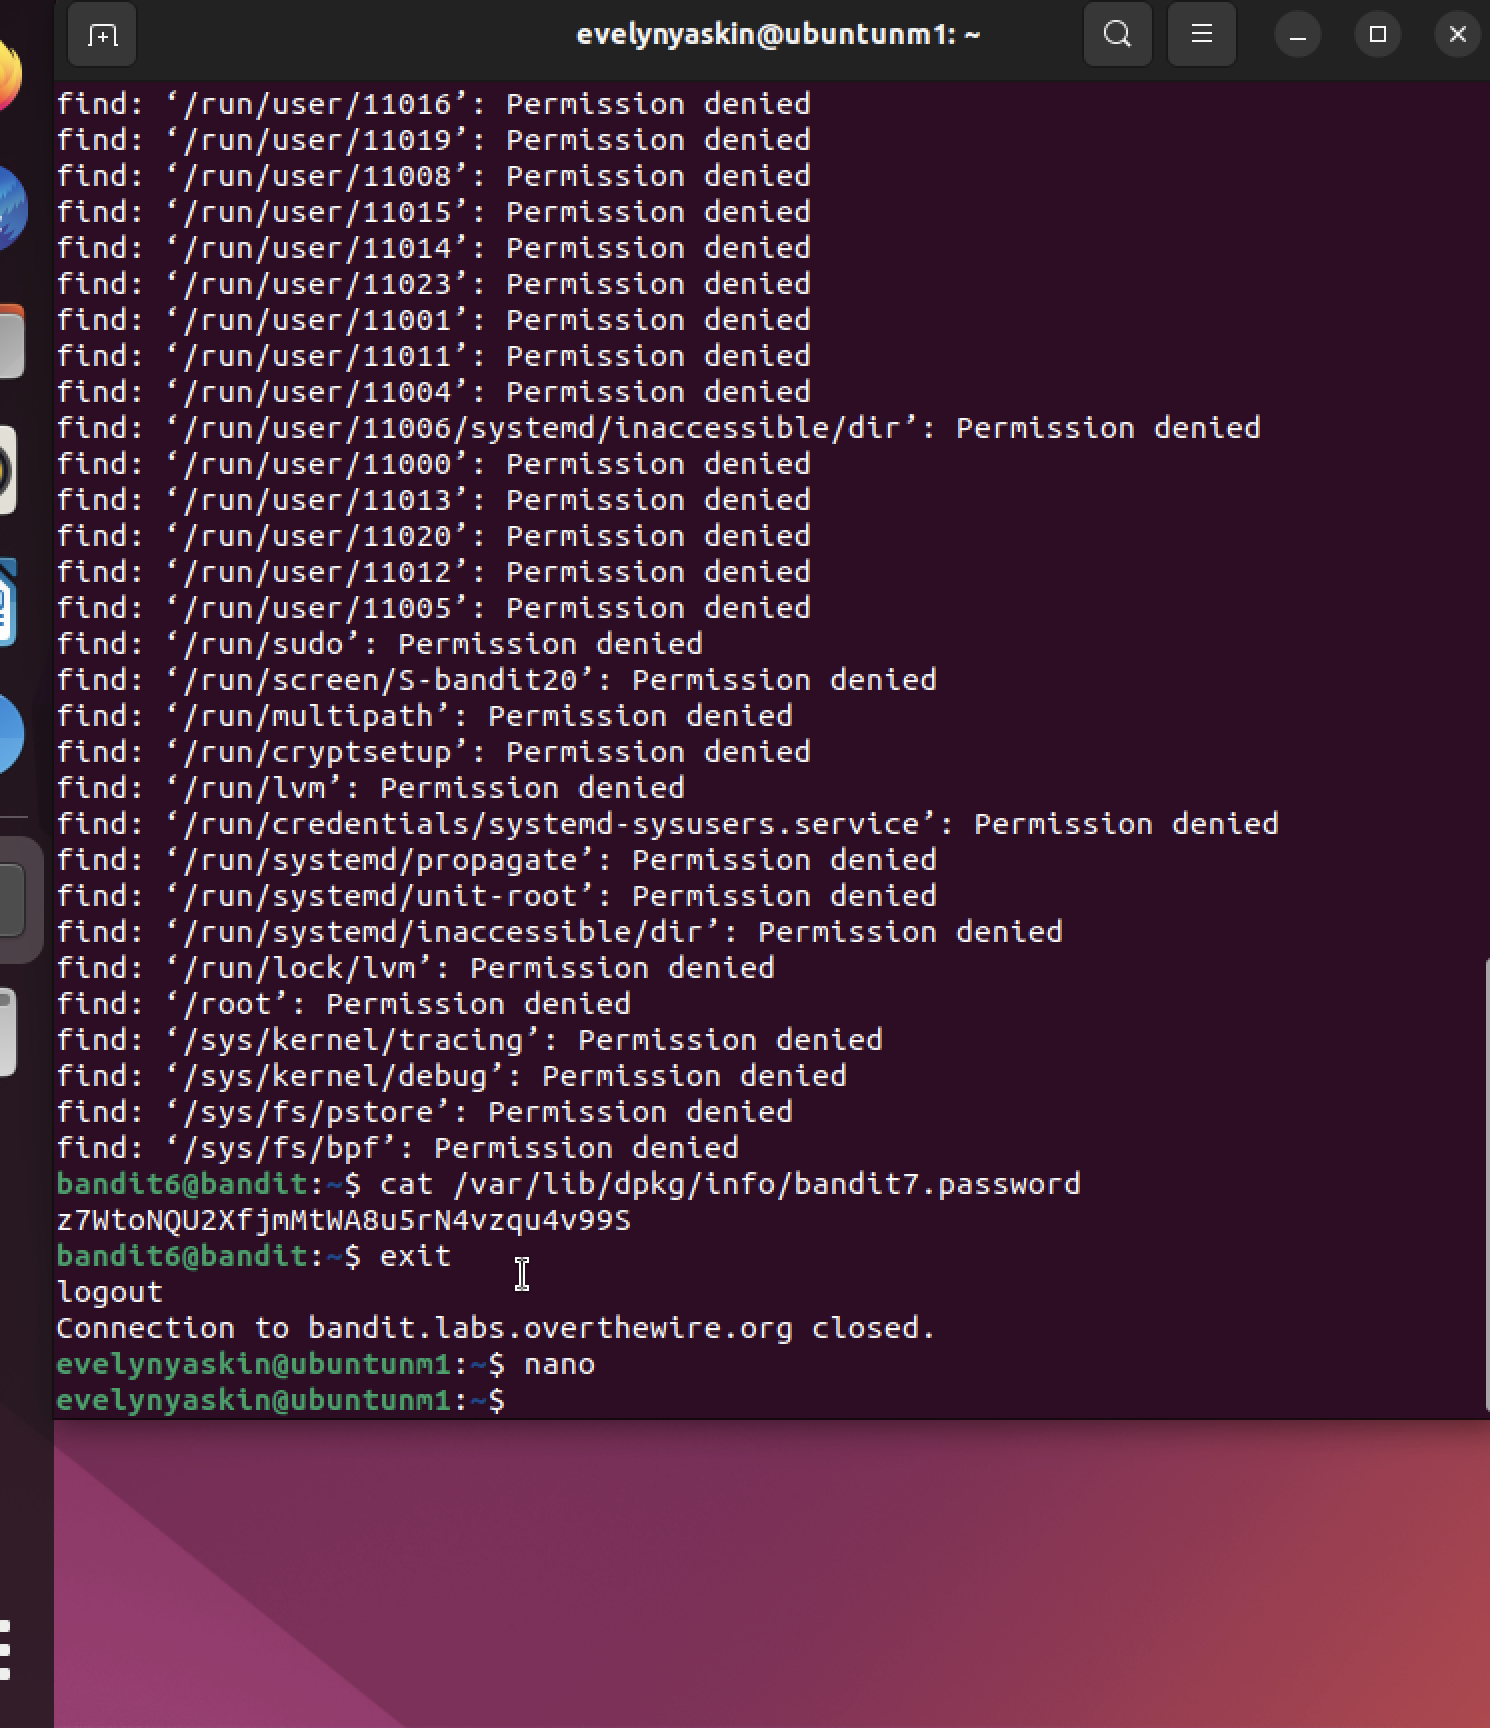 evelynyaskin@ubuntunm1: ~
find: ‘/run/user/11016’: Permission denied
find: ‘/run/user/11019’: Permission denied
find: ‘/run/user/11008’: Permission denied
find: ‘/run/user/11015’: Permission denied
find: ‘/run/user/11014’: Permission denied
find: ‘/run/user/11023’: Permission denied
find: ‘/run/user/11001’: Permission denied
find: ‘/run/user/11011’: Permission denied
find: ‘/run/user/11004’: Permission denied
find: ‘/run/user/11006/systemd/inaccessible/dir’: Permission denied
find: ‘/run/user/11000’: Permission denied
find: ‘/run/user/11013’: Permission denied
find: ‘/run/user/11020’: Permission denied
find: ‘/run/user/11012’: Permission denied
find: ‘/run/user/11005’: Permission denied
find: ‘/run/sudo’: Permission denied
find: ‘/run/screen/S-bandit20’: Permission denied
find: ‘/run/multipath’: Permission denied
find: ‘/run/cryptsetup’: Permission denied
find: ‘/run/lvm’: Permission denied
find: ‘/run/credentials/systemd-sysusers.service’: Permission denied
find: ‘/run/systemd/propagate’: Permission denied
find: ‘/run/systemd/unit-root’: Permission denied
find: ‘/run/systemd/inaccessible/dir’: Permission denied
find: ‘/run/lock/lvm’: Permission denied
find: ‘/root’: Permission denied
find: ‘/sys/kernel/tracing’: Permission denied
find: ‘/sys/kernel/debug’: Permission denied
find: ‘/sys/fs/pstore’: Permission denied
find: ‘/sys/fs/bpf’: Permission denied
bandit6@bandit:~$ cat /var/lib/dpkg/info/bandit7.password
z7WtoNQU2XfjmMtWA8u5rN4vzqu4v99S
bandit6@bandit:~$ exit
logout
Connection to bandit.labs.overthewire.org closed.
evelynyaskin@ubuntunm1:~$ nano
evelynyaskin@ubuntunm1:~$